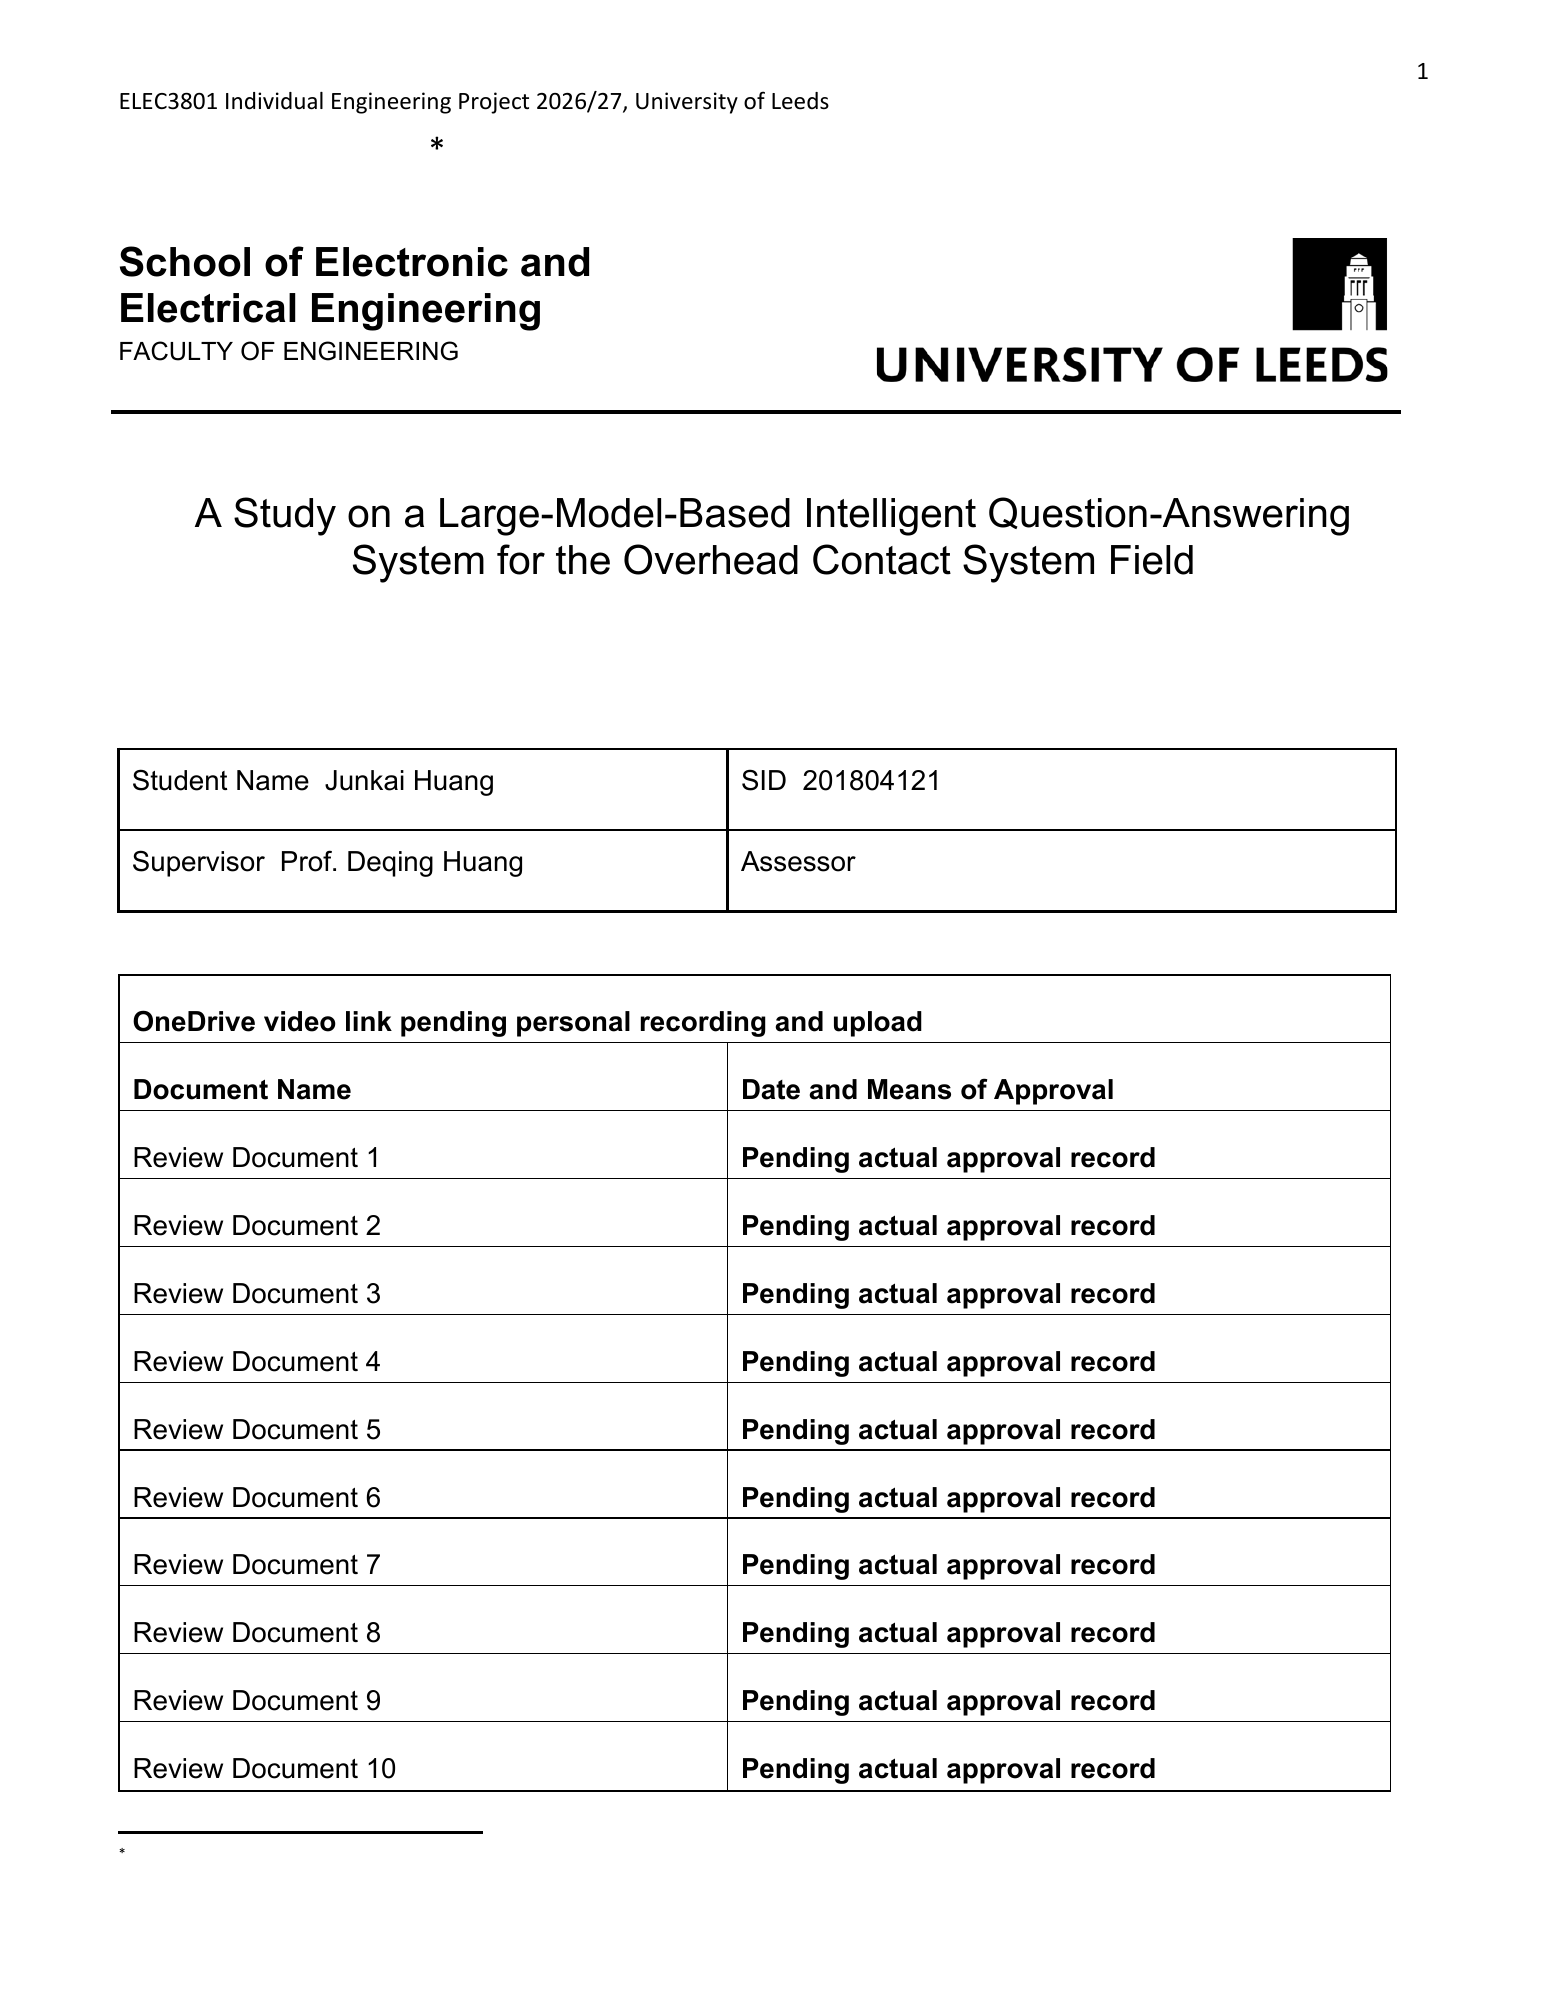 1
ELEC3801 Individual Engineering Project 2026/27, University of Leeds
*
School of Electronic and
Electrical Engineering
FACULTY OF ENGINEERING
UNIVERSITY OF LEEDS
A Study on a Large-Model-Based Intelligent Question-Answering
System for the Overhead Contact System Field
Student Name Junkai Huang
SID 201804121
Supervisor Prof. Deqing Huang
Assessor
OneDrive video link pending personal recording and upload
Document Name
Date and Means of Approval
Review Document 1
Pending actual approval record
Review Document 2
Pending actual approval record
Review Document 3
Pending actual approval record
Review Document 4
Pending actual approval record
Review Document 5
Pending actual approval record
Review Document 6
Pending actual approval record
Review Document 7
Pending actual approval record
Review Document 8
Pending actual approval record
Review Document 9
Pending actual approval record
Review Document 10
Pending actual approval record
*